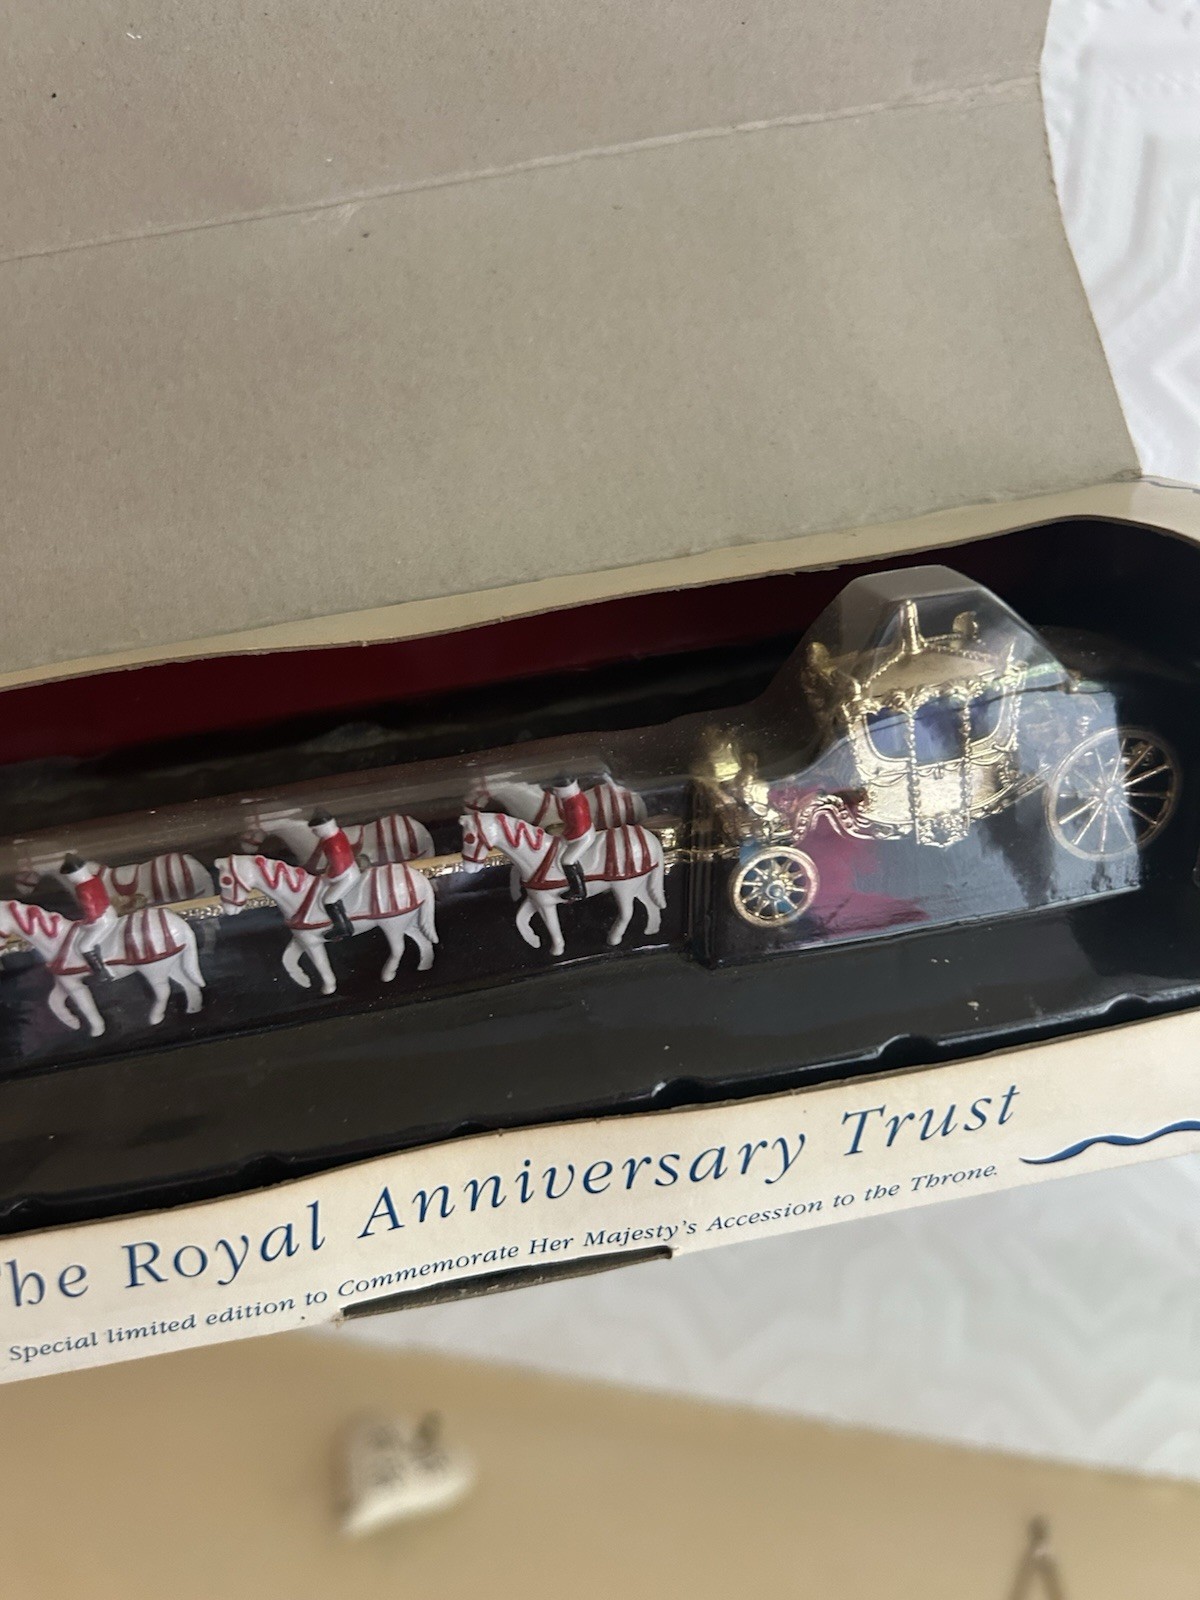 The Royal Anniversary Trust
Special limited edition to Commemorate Her Majesty's Accession to the Throne.